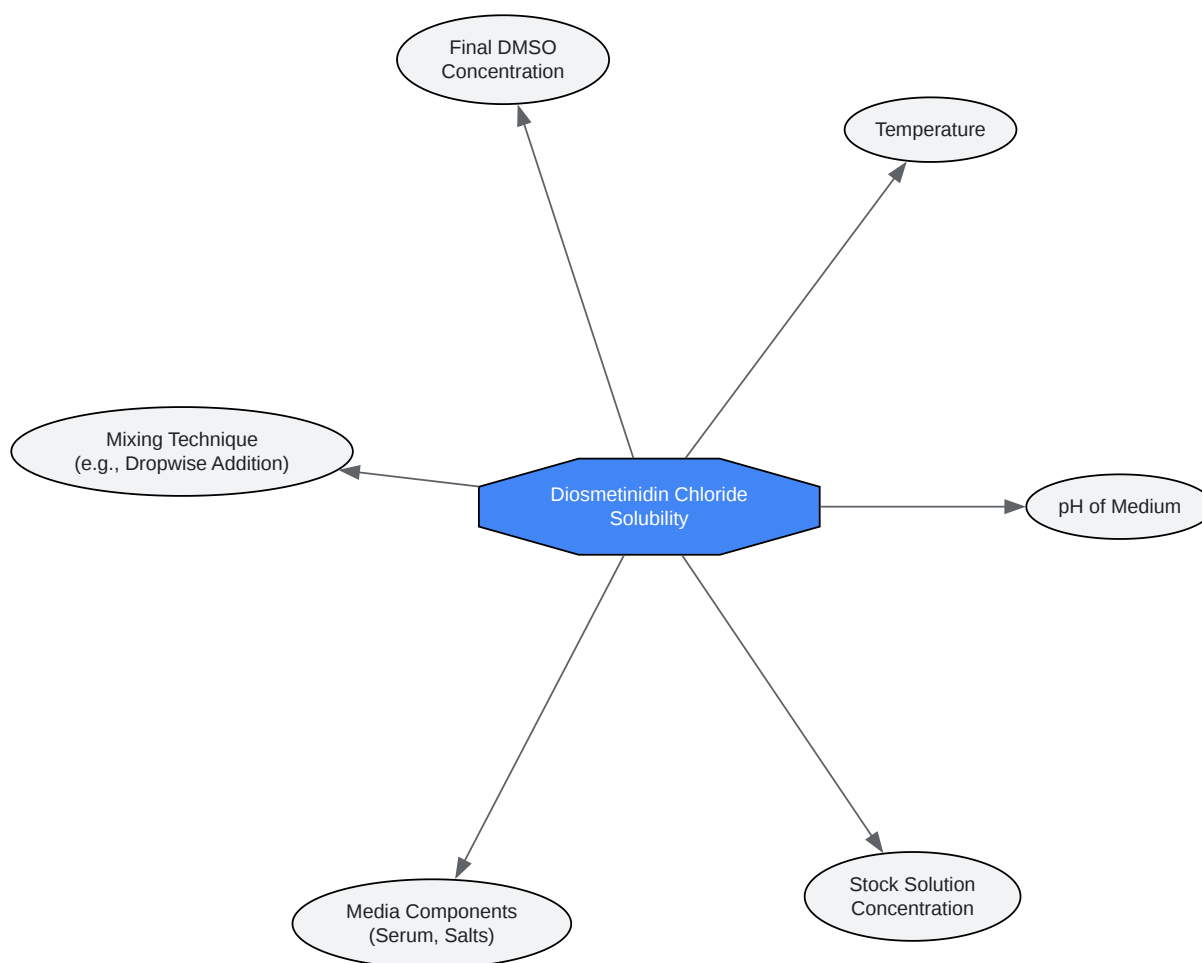 Final DMSO
Concentration
Temperature
Mixing Technique
(e.g., Dropwise Addition)
Diosmetinidin Chloride
Solubility
pH of Medium
Stock Solution
Concentration
Media Components
(Serum, Salts)